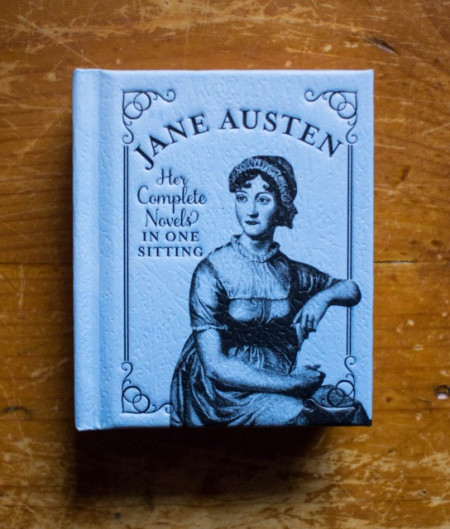 JANE AUSTEN
Her
Complete
Novels
IN ONE
SITTING